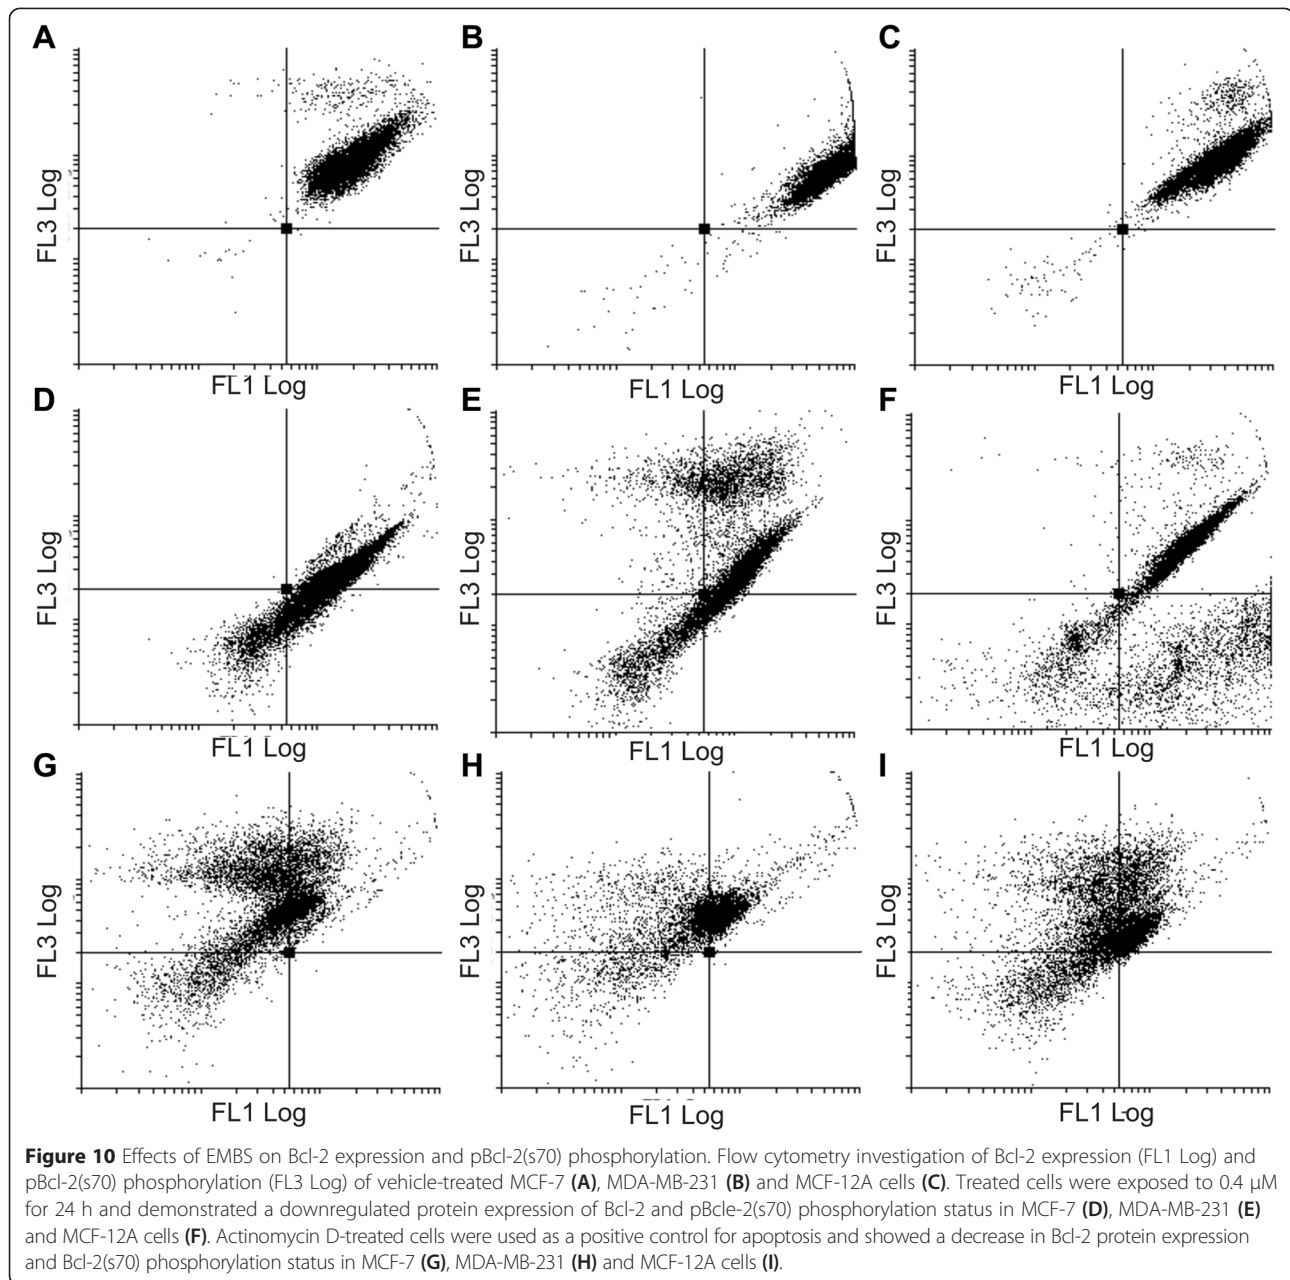 A
B
C
FL3 Log
FL3 Log
FL3 Log
FL1 Log
FL1 Log
FL1 Log
D
E
F
FL3 Log
FL3 Log
FL3 Log
FL1 Log
FL1 Log
FL1 Log
G
H
I
FL3 Log
FL3 Log
FL3 Log
FL1 Log
FL1 Log
FL1 Log
Figure 10 Effects of EMBS on Bcl-2 expression and pBcl-2(s70) phosphorylation. Flow cytometry investigation of Bcl-2 expression (FL1 Log) and
pBcl-2(s70) phosphorylation (FL3 Log) of vehicle-treated MCF-7 (A), MDA-MB-231 (B) and MCF-12A cells (C). Treated cells were exposed to 0.4 μM
for 24 h and demonstrated a downregulated protein expression of Bcl-2 and pBcle-2(s70) phosphorylation status in MCF-7 (D), MDA-MB-231 (E)
and MCF-12A cells (F). Actinomycin D-treated cells were used as a positive control for apoptosis and showed a decrease in Bcl-2 protein expression
and Bcl-2(s70) phosphorylation status in MCF-7 (G), MDA-MB-231 (H) and MCF-12A cells (I).